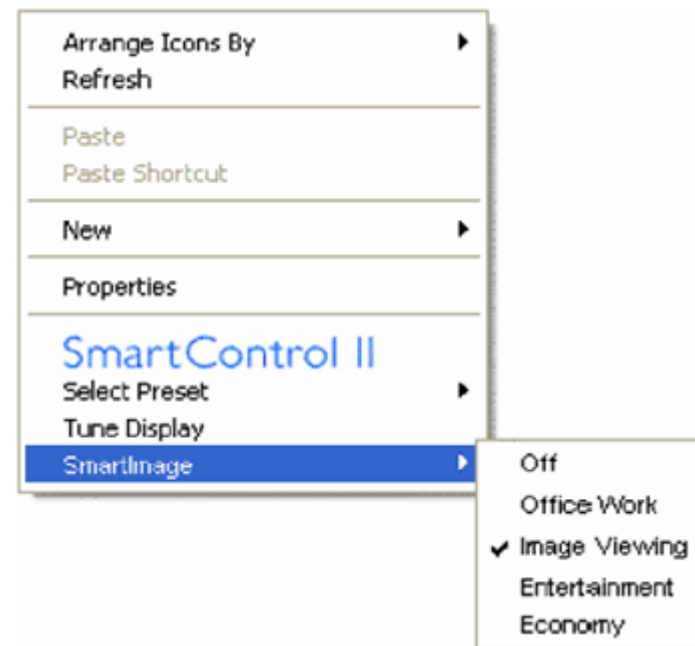 Arrange Icons By
Refresh
Paste
Paste Shortcut
New
Properties
SmartControl II
Select Preset
Tune Display
SmartImage
Off
Office Work
Image Viewing
Entertainment
Economy